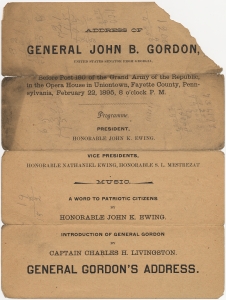 ADDRESS OF
GENERAL JOHN B. GORDON,
UNITED STATES SENATOR FROM GEORGIA,
Post 180 of the Grand Army of the Republic,
in the Opera House in Uniontown, Fayette County, Penn-
sylvania, February 22, 1895, 8 o'clock P. M.
Programme
PRESIDENT,
HONORABLE JOHN K. EWING.
VICE PRESIDENTS,
HONORABLE NATHANIEL EWING, HONORABLE S. L. MESTREZAT
MUSIC.
A WORD TO PATRIOTIC CITIZENS
BY
HONORABLE JOHN K. EWING.
INTRODUCTION OF GENERAL GORDON
BY
CAPTAIN CHARLES H. LIVINGSTON.
GENERAL GORDON'S ADDRESS.